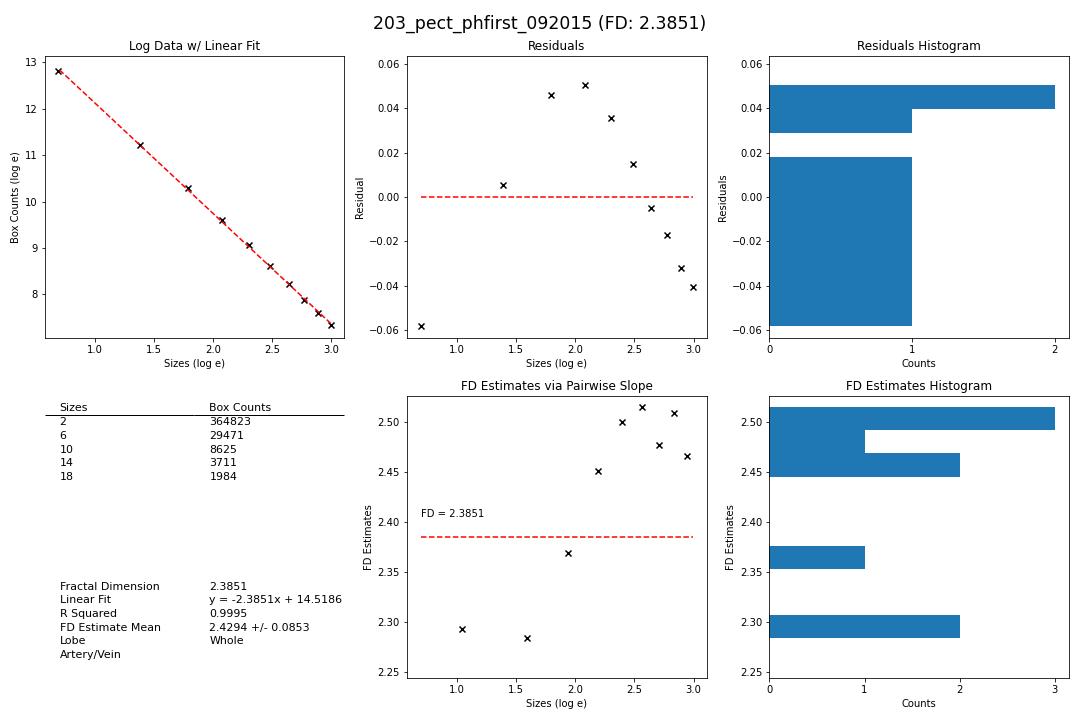 203_pect_phfirst_092015 (FD: 2.3851)
Log Data w/ Linear Fit
13
12
11
10
9
8
Box Counts (log e)
1.0 1.5 2.0 2.5 3.0
Sizes (log e)
Residuals
0.06
0.04
0.02
0.00
−0.02
−0.04
−0.06
Residual
1.0 1.5 2.0 2.5 3.0
Sizes (log e)
Residuals Histogram
0.06
0.04
0.02
0.00
−0.02
−0.04
−0.06
Residuals
0 1 2
Counts
Sizes Box Counts
2 364823
6 29471
10 8625
14 3711
18 1984
Fractal Dimension 2.3851
Linear Fit y = -2.3851x + 14.5186
R Squared 0.9995
FD Estimate Mean 2.4294 +/- 0.0853
Lobe Whole
Artery/Vein
FD Estimates via Pairwise Slope
2.50
2.45
2.40
2.35
2.30
2.25
FD Estimates
FD = 2.3851
1.0 1.5 2.0 2.5 3.0
Sizes (log e)
FD Estimates Histogram
2.50
2.45
2.40
2.35
2.30
2.25
FD Estimates
0 1 2 3
Counts